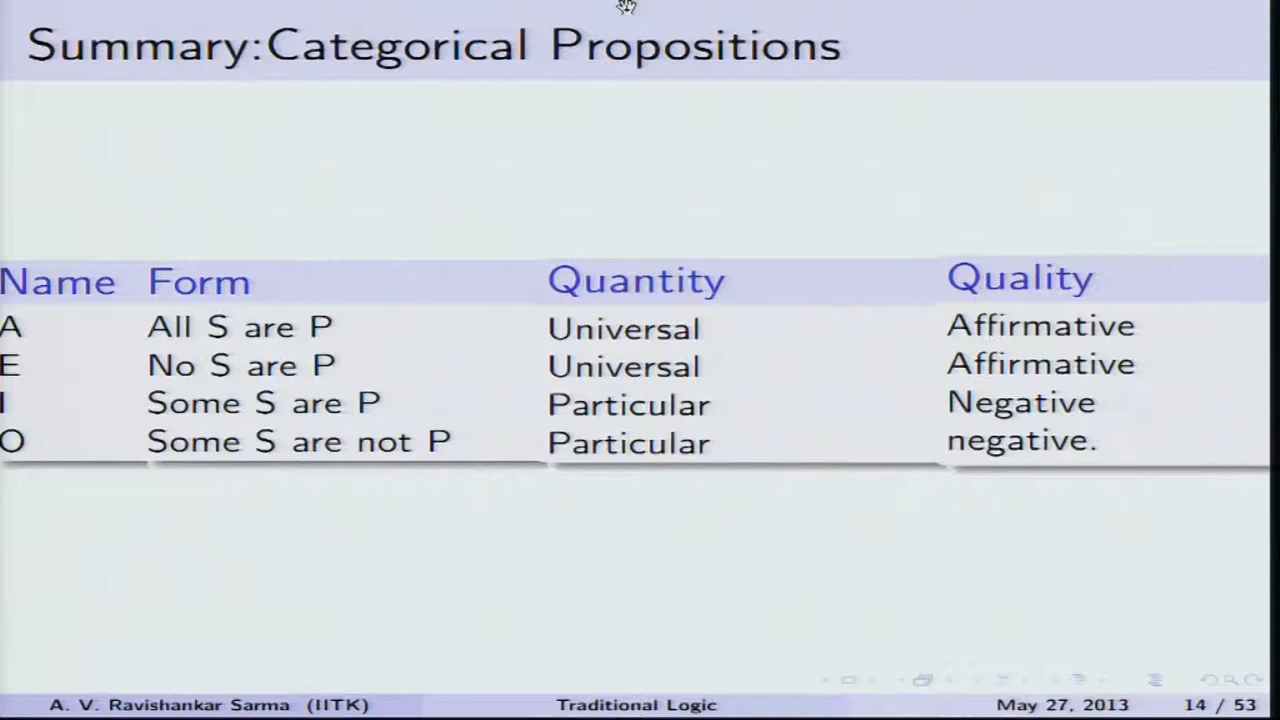 Summary:Categorical Propositions
Name Form Quantity Quality
A All S are P Universal Affirmative
E No S are P Universal Affirmative
I Some S are P Particular Negative
O Some S are not P Particular negative.
A. V. Ravishankar Sarma (IITK) Traditional Logic May 27, 2013 14 / 53